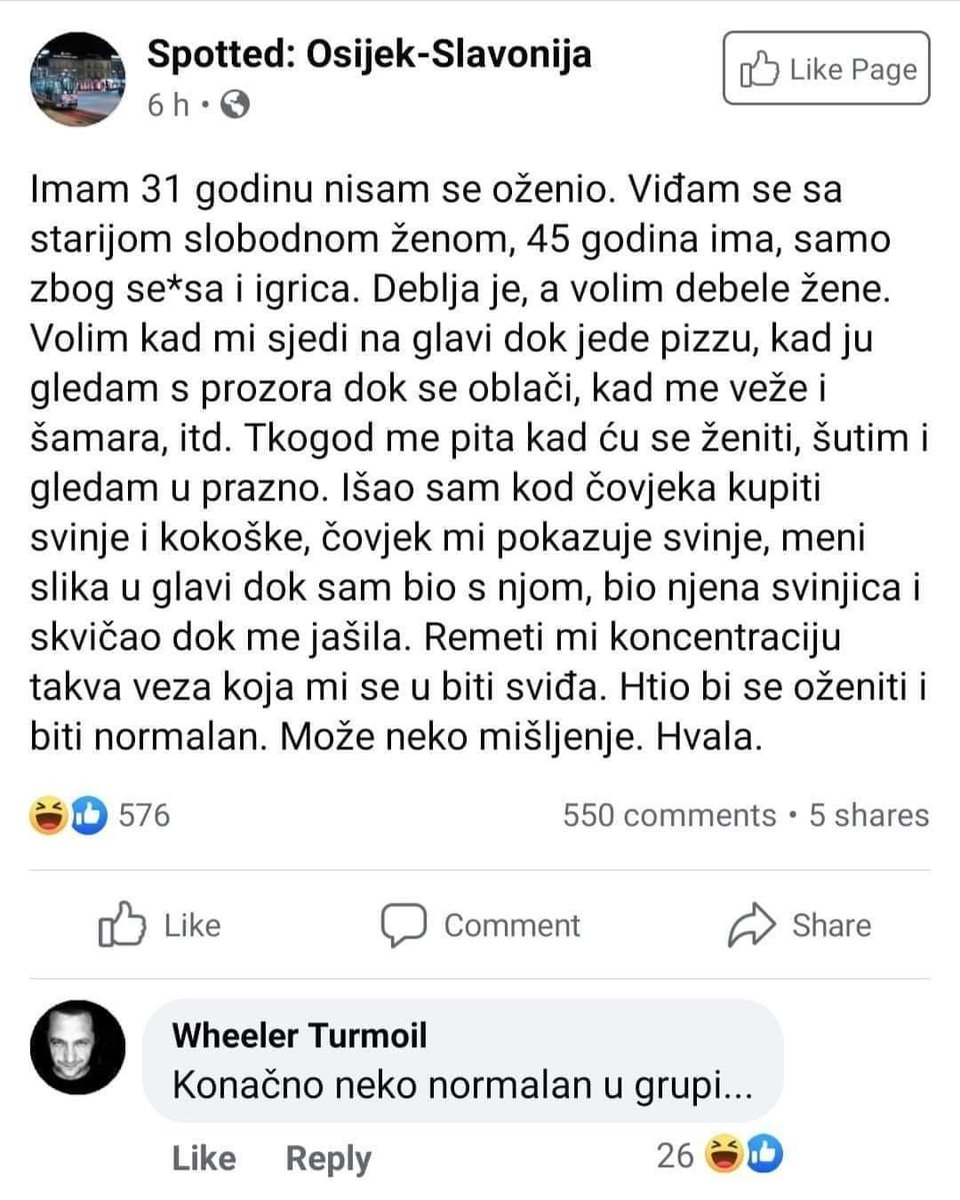 Spotted: Osijek-Slavonija
6 h •
Like Page
Imam 31 godinu nisam se oženio. Viđam se sa
starijom slobodnom ženom, 45 godina ima, samo
zbog se*sa i igrica. Deblja je, a volim debele žene.
Volim kad mi sjedi na glavi dok jede pizzu, kad ju
gledam s prozora dok se oblači, kad me veže i
šamara, itd. Tkogod me pita kad ću se ženiti, šutim i
gledam u prazno. Išao sam kod čovjeka kupiti
svinje i kokoške, čovjek mi pokazuje svinje, meni
slika u glavi dok sam bio s njom, bio njena svinjica i
skvičao dok me jašila. Remeti mi koncentraciju
takva veza koja mi se u biti sviđa. Htio bi se oženiti i
biti normalan. Može neko mišljenje. Hvala.
576
550 comments • 5 shares
Like
Comment
Share
Wheeler Turmoil
Konačno neko normalan u grupi...
Like Reply
26